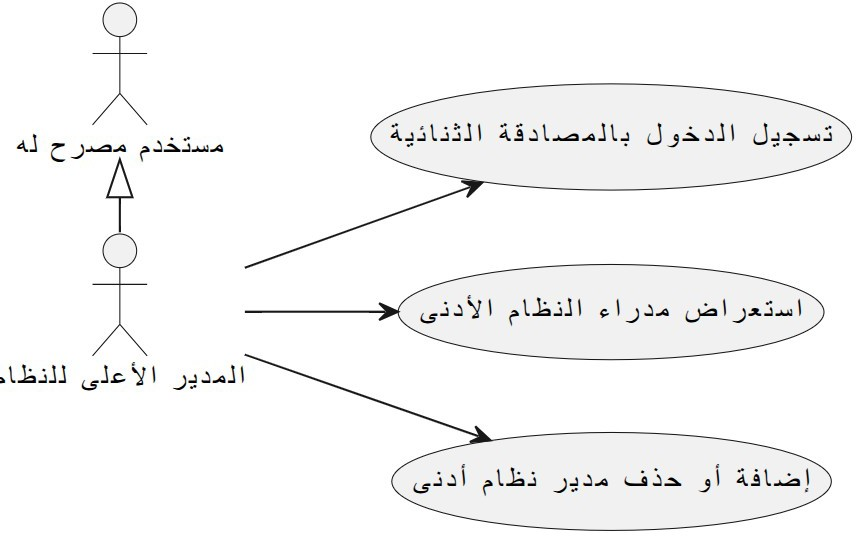 مستخدم مصرح له
تسجيل الدخول بالمصادقة الثنائية
استعراض مدراء النظام الأدنى
المدير الأعلى للنظام
إضافة أو حذف مدير نظام أدنى